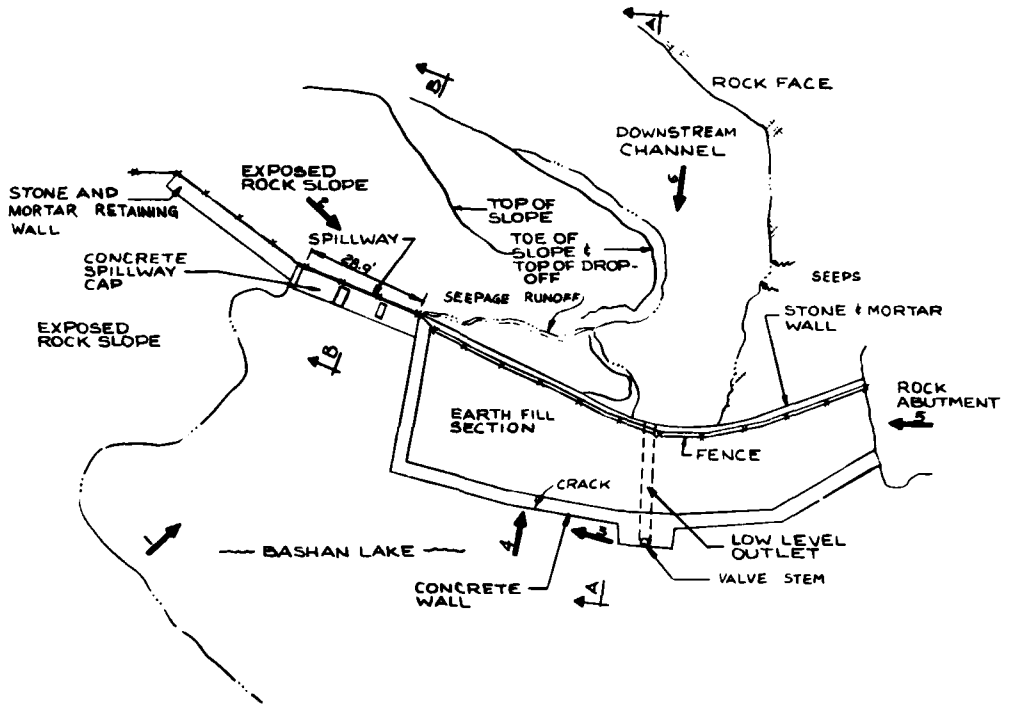 A
ROCK FACE
B
DOWNSTREAM
CHANNEL
6
EXPOSED
ROCK SLOPE
STONE AND
MORTAR RETAINING
WALL
TOP OF
SLOPE
SPILLWAY
28.9'
TOE OF
SLOPE &
TOP OF DROP-
OFF
CONCRETE
SPILLWAY
CAP
SEEPAGE RUNOFF
SEEPS
STONE & MORTAR
WALL
EXPOSED
ROCK SLOPE
B
ROCK
ABUTMENT
5
EARTH FILL
SECTION
FENCE
CRACK
1
BASHAN LAKE
4
3
LOW LEVEL
OUTLET
VALVE STEM
CONCRETE
WALL
A